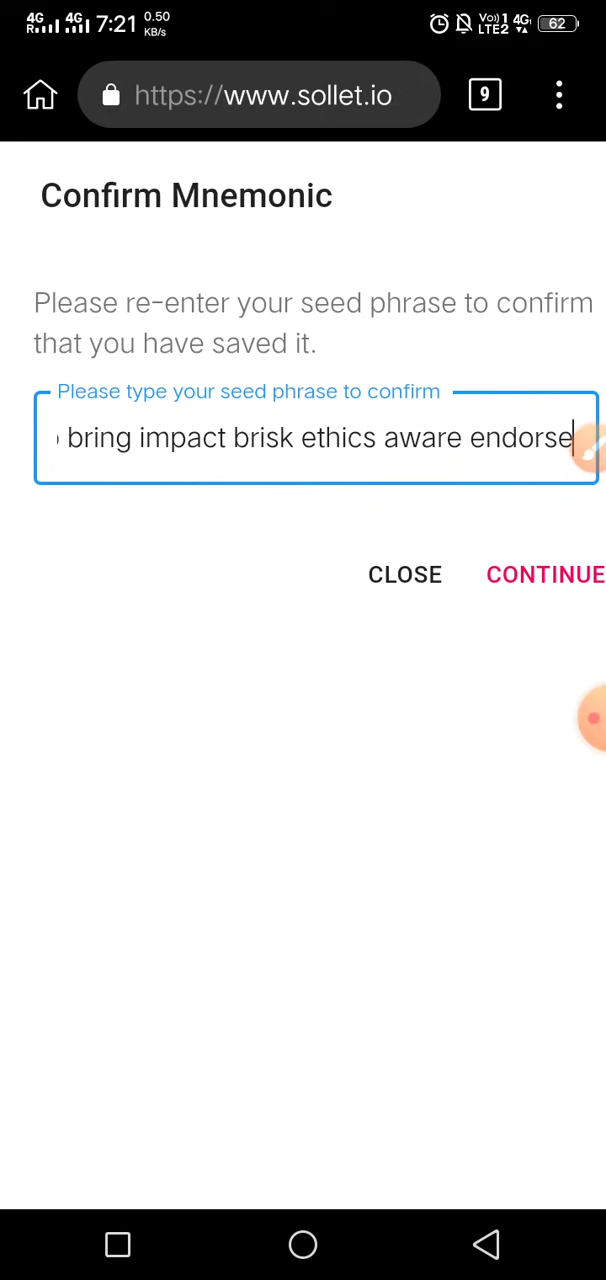 4G R 4G 7:21 0.50 KB/s Vo) 1 LTE2 4G 62
https://www.sollet.io 9
Confirm Mnemonic
Please re-enter your seed phrase to confirm
that you have saved it.
Please type your seed phrase to confirm
bring impact brisk ethics aware endorse
CLOSE CONTINUE